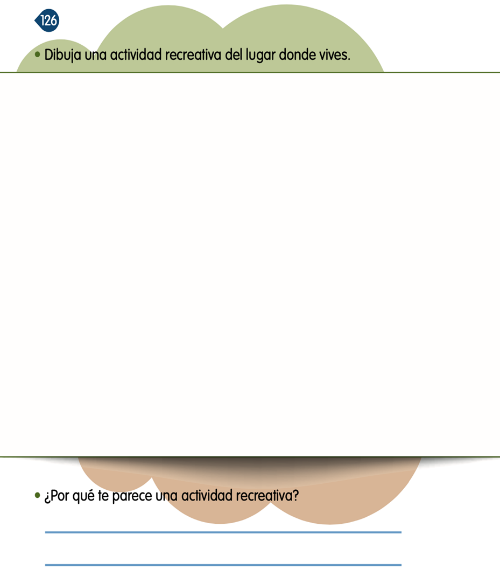 126
• Dibuja una actividad recreativa del lugar donde vives.
• ¿Por qué te parece una actividad recreativa?